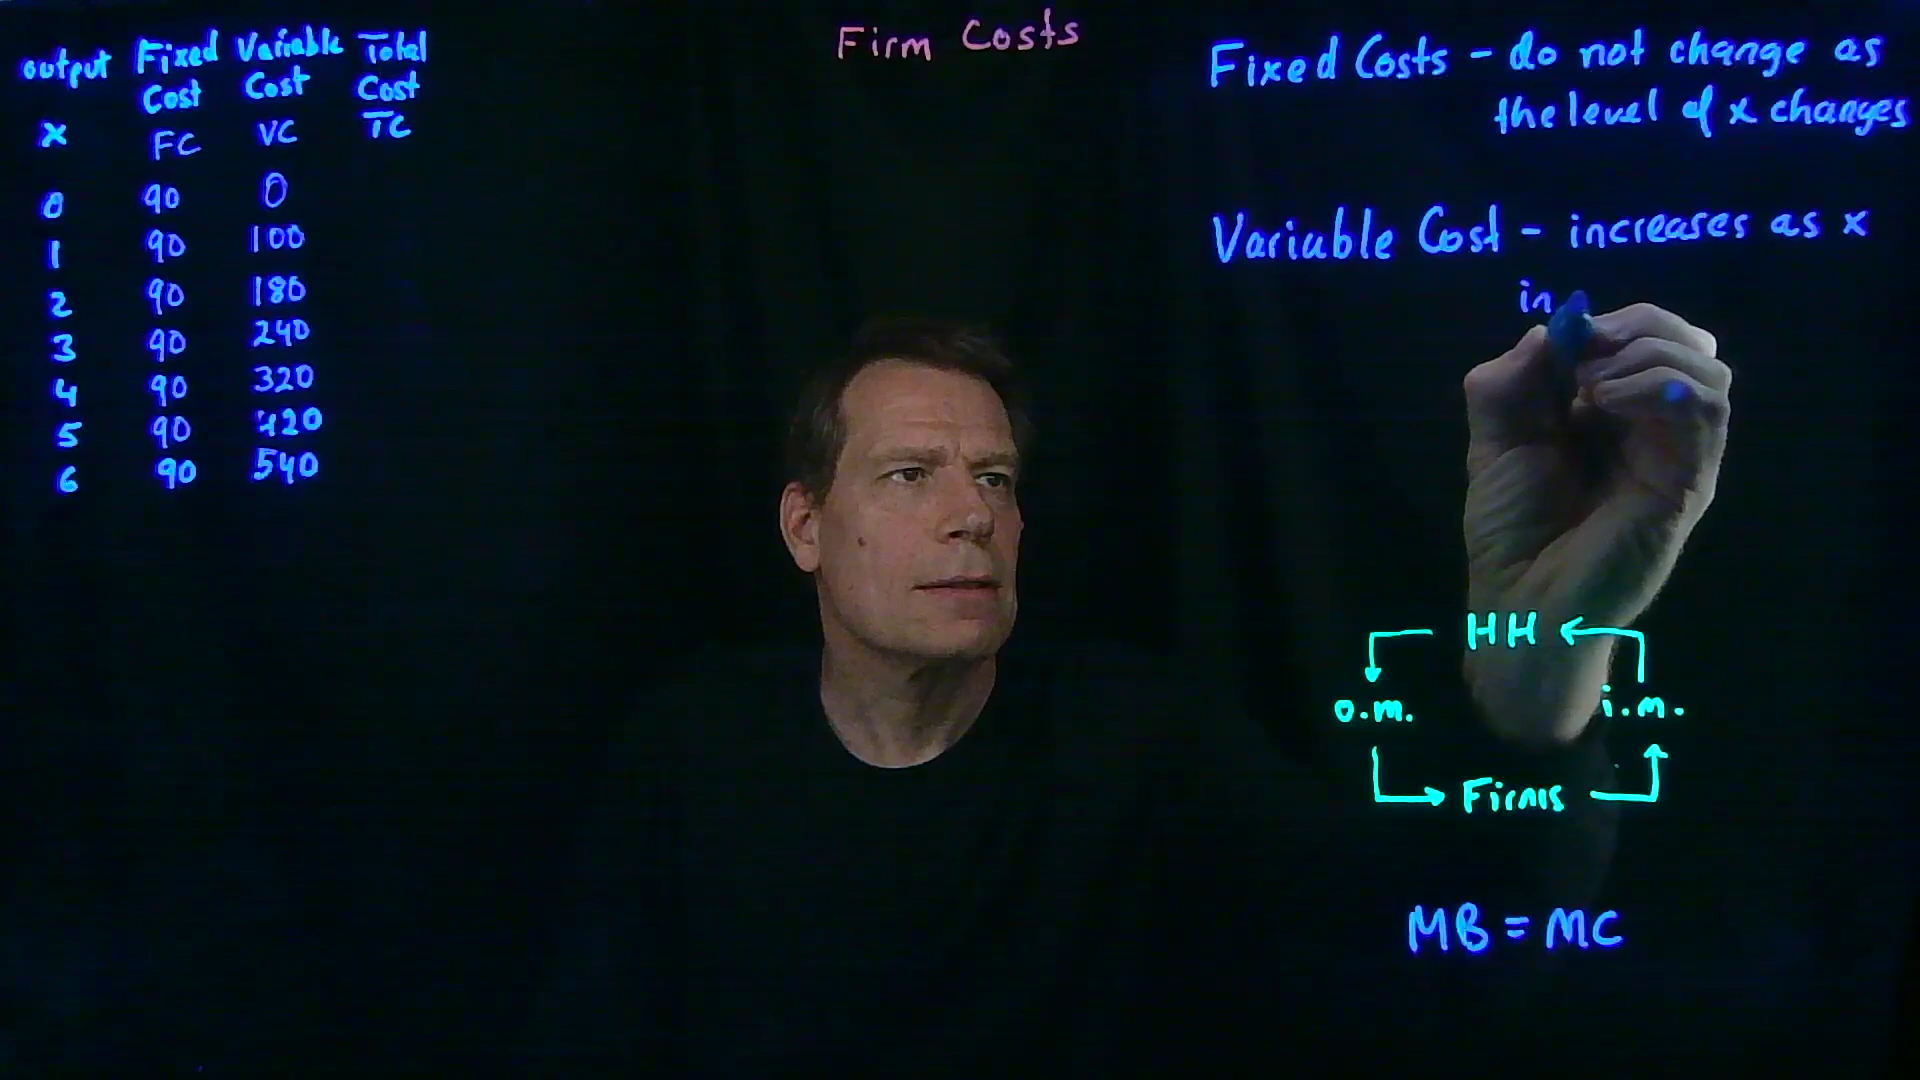 Firm Costs
output Fixed Cost Variable Cost Total Cost
x FC VC TC
0 90 0
1 90 100
2 90 180
3 90 240
4 90 320
5 90 420
6 90 540
Fixed Costs - do not change as
the level of x changes
Variable Cost - increases as x
in
HH
o.m. i.m.
Firms
MB = MC